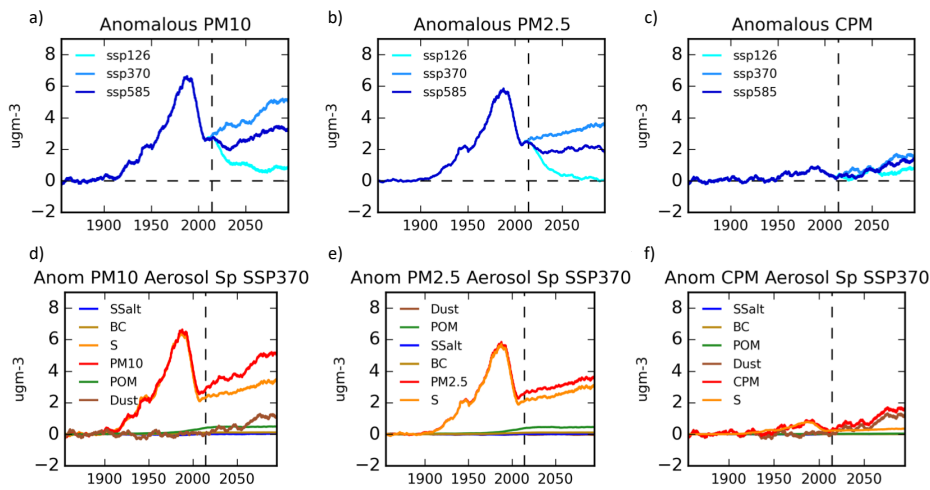 a)
Anomalous PM10
8
6
4
2
0
−2
ugm-3
ssp126
ssp370
ssp585
1900 1950 2000 2050
b)
Anomalous PM2.5
8
6
4
2
0
−2
ugm-3
ssp126
ssp370
ssp585
1900 1950 2000 2050
c)
Anomalous CPM
8
6
4
2
0
−2
ugm-3
ssp126
ssp370
ssp585
1900 1950 2000 2050
d)
Anom PM10 Aerosol Sp SSP370
8
6
4
2
0
−2
ugm-3
SSalt
BC
S
PM10
POM
Dust
1900 1950 2000 2050
e)
Anom PM2.5 Aerosol Sp SSP370
8
6
4
2
0
−2
ugm-3
Dust
POM
SSalt
BC
PM2.5
S
1900 1950 2000 2050
f)
Anom CPM Aerosol Sp SSP370
8
6
4
2
0
−2
ugm-3
SSalt
BC
POM
Dust
CPM
S
1900 1950 2000 2050